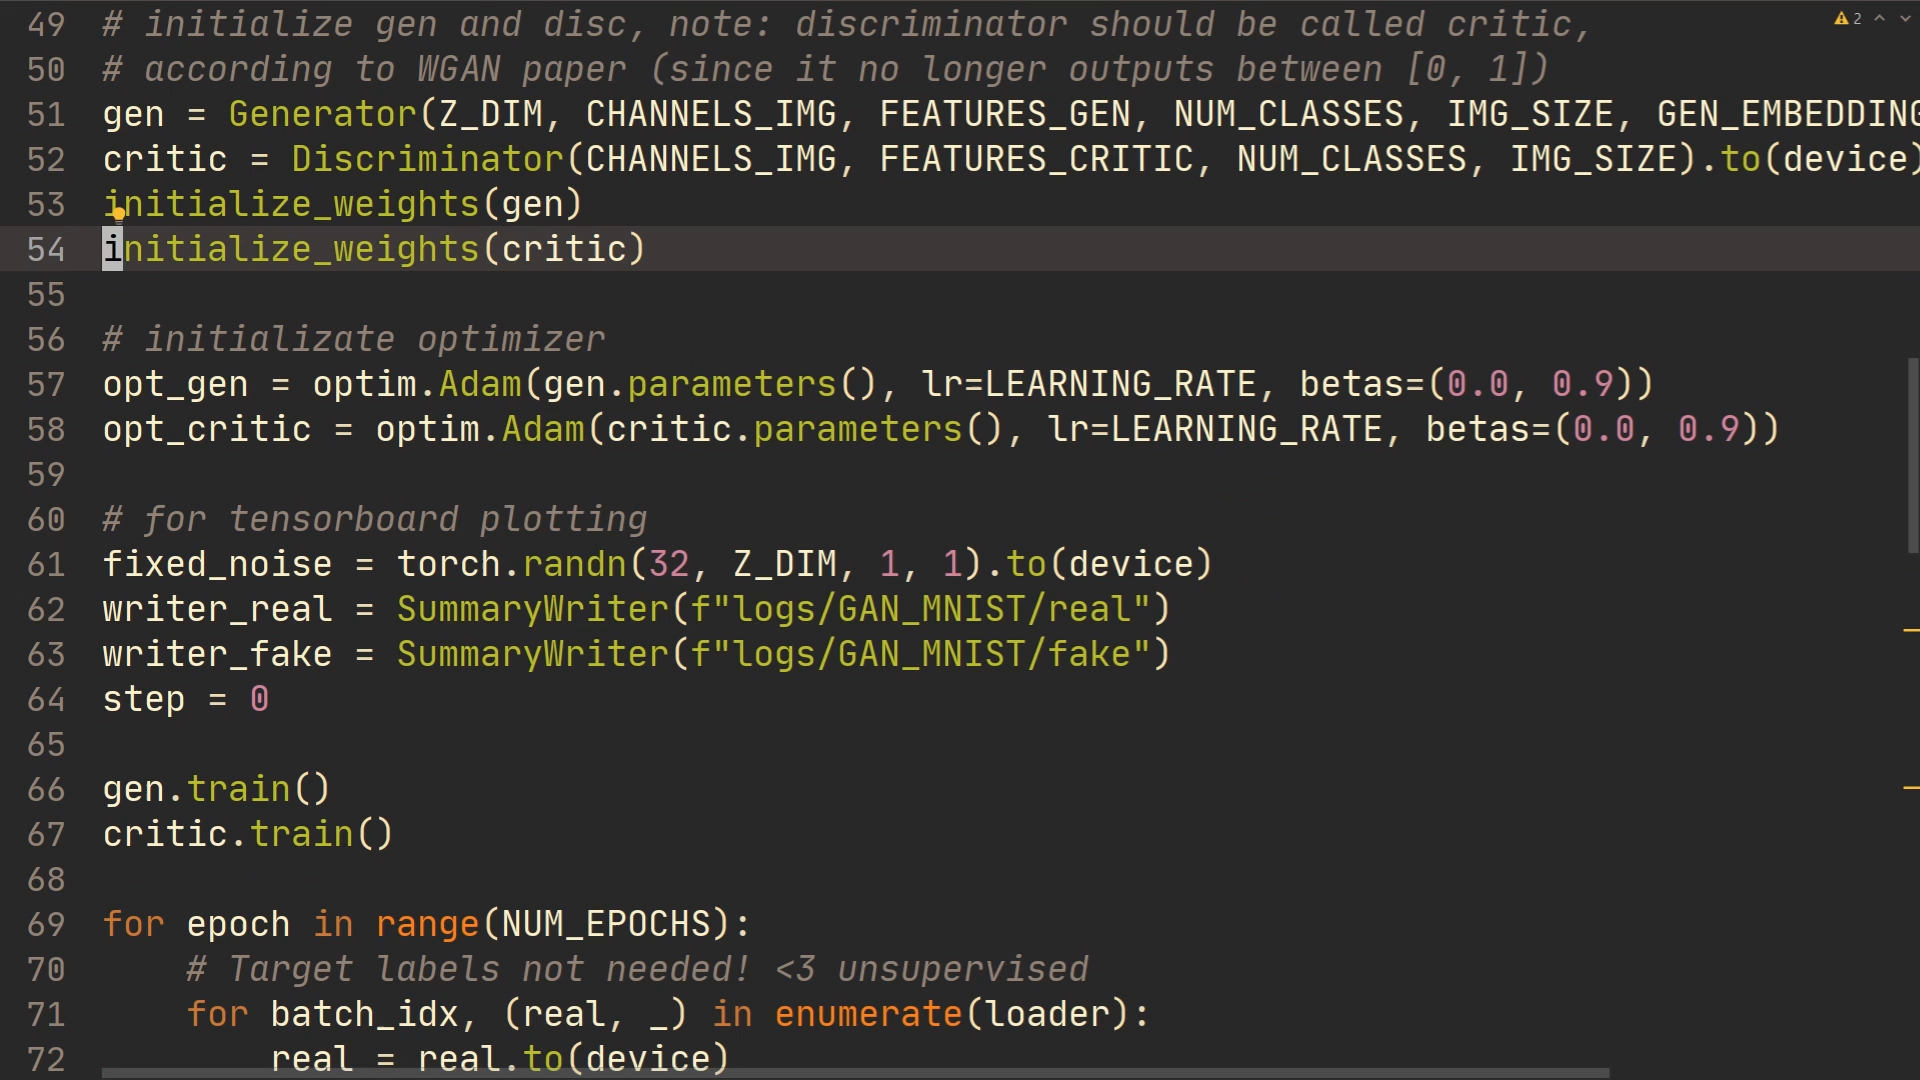 49 # initialize gen and disc, note: discriminator should be called critic,
50 # according to WGAN paper (since it no longer outputs between [0, 1])
51 gen = Generator(Z_DIM, CHANNELS_IMG, FEATURES_GEN, NUM_CLASSES, IMG_SIZE, GEN_EMBEDDING
52 critic = Discriminator(CHANNELS_IMG, FEATURES_CRITIC, NUM_CLASSES, IMG_SIZE).to(device)
53 initialize_weights(gen)
54 initialize_weights(critic)
55
56 # initializate optimizer
57 opt_gen = optim.Adam(gen.parameters(), lr=LEARNING_RATE, betas=(0.0, 0.9))
58 opt_critic = optim.Adam(critic.parameters(), lr=LEARNING_RATE, betas=(0.0, 0.9))
59
60 # for tensorboard plotting
61 fixed_noise = torch.randn(32, Z_DIM, 1, 1).to(device)
62 writer_real = SummaryWriter(f"logs/GAN_MNIST/real")
63 writer_fake = SummaryWriter(f"logs/GAN_MNIST/fake")
64 step = 0
65
66 gen.train()
67 critic.train()
68
69 for epoch in range(NUM_EPOCHS):
70     # Target labels not needed! <3 unsupervised
71     for batch_idx, (real, _) in enumerate(loader):
72         real = real.to(device)
2